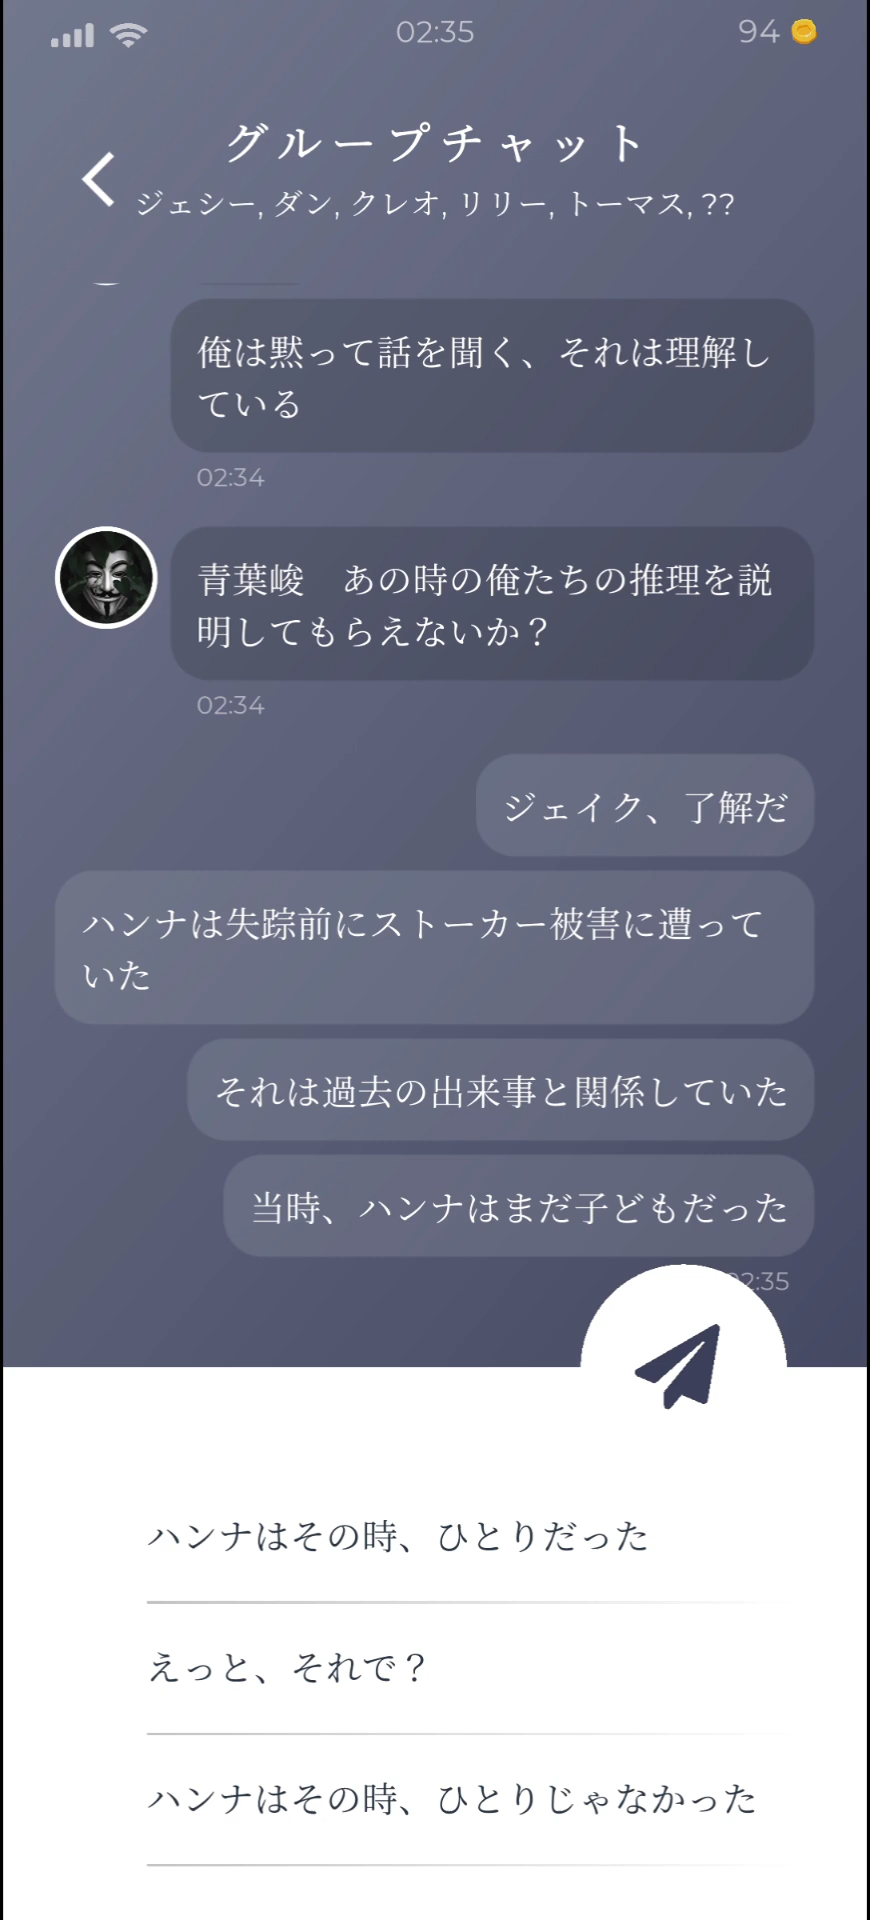 02:35
94
グループチャット
ジェシー, ダン, クレオ, リリー, トーマス, ??
俺は黙って話を聞く、それは理解し
ている
02:34
青葉峻　あの時の俺たちの推理を説
明してもらえないか？
02:34
ジェイク、了解だ
ハンナは失踪前にストーカー被害に遭って
いた
それは過去の出来事と関係していた
当時、ハンナはまだ子どもだった
02:35
ハンナはその時、ひとりだった
えっと、それで？
ハンナはその時、ひとりじゃなかった